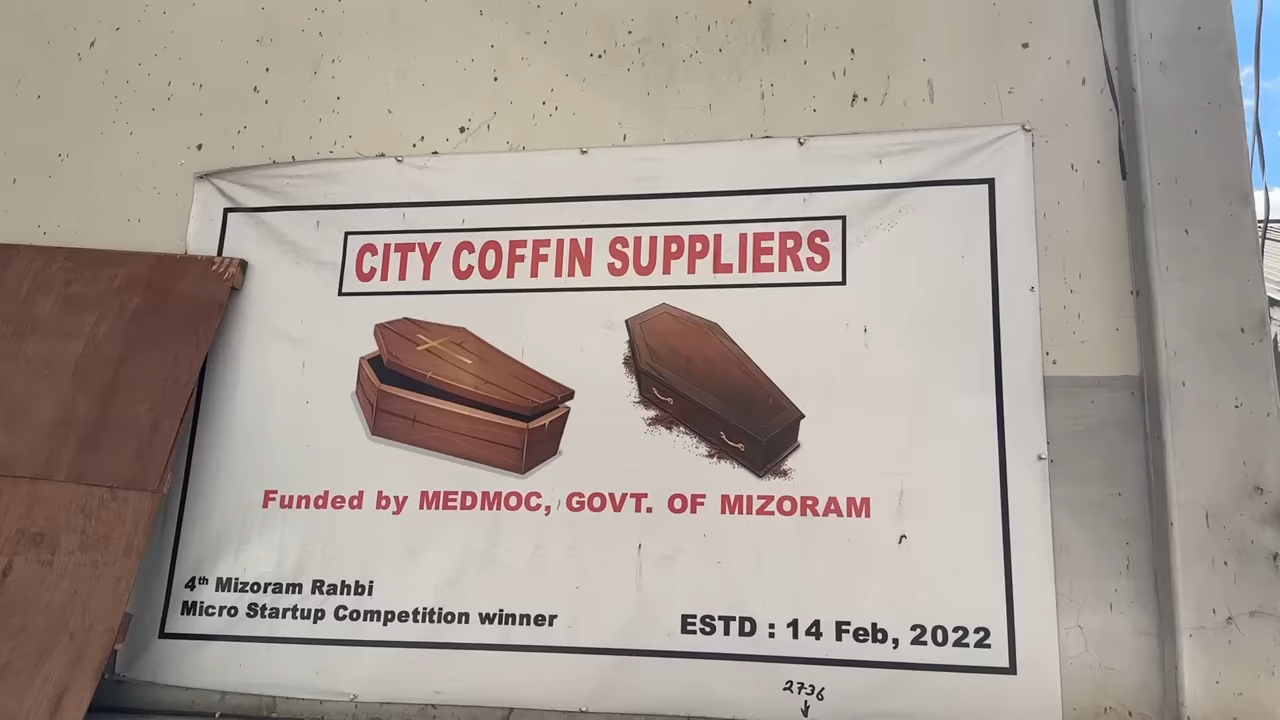 CITY COFFIN SUPPLIERS
Funded by MEDMOC, GOVT. OF MIZORAM
4th Mizoram Rahbi
Micro Startup Competition winner
ESTD : 14 Feb, 2022
2736